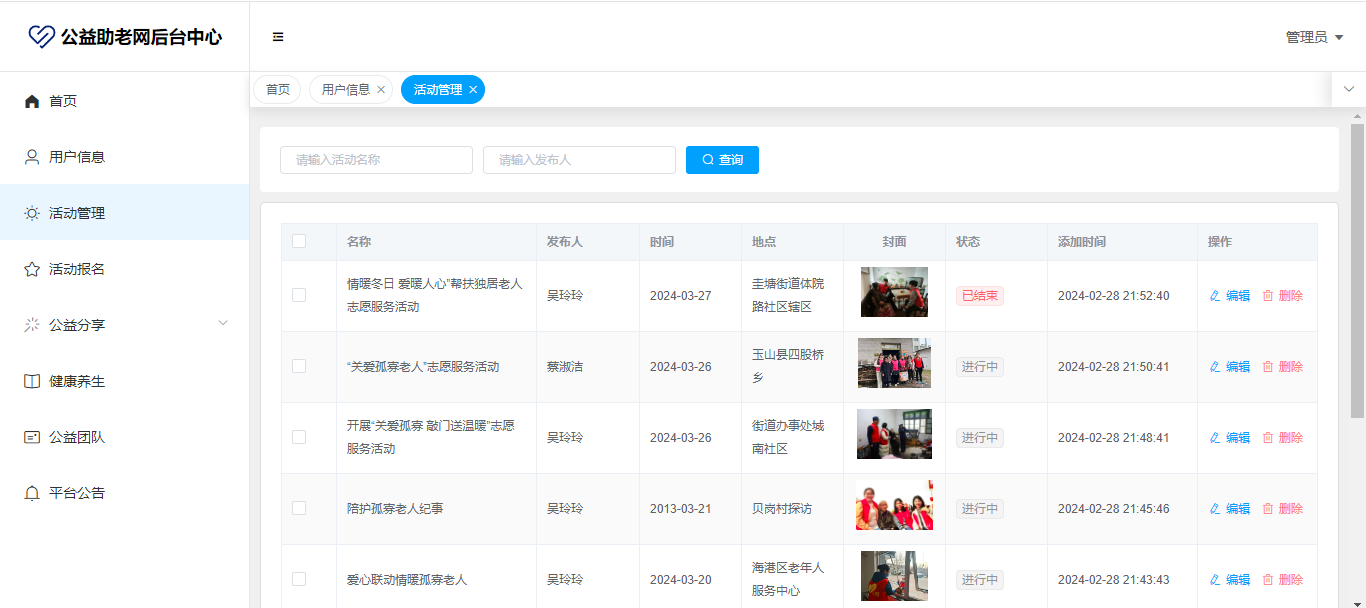 公益助老网后台中心
管理员
首页
用户信息
活动管理
活动报名
公益分享
健康养生
公益团队
平台公告
首页 用户信息 活动管理
请输入活动名称 请输入发布人 查询
名称 发布人 时间 地点 封面 状态 添加时间 操作
情暖冬日 爱暖人心"帮扶独居老人
志愿服务活动
吴玲玲
2024-03-27
圭塘街道体院
路社区辖区
已结束
2024-02-28 21:52:40
编辑 删除
“关爱孤寡老人”志愿服务活动
蔡淑洁
2024-03-26
玉山县四股桥
乡
进行中
2024-02-28 21:50:41
编辑 删除
开展“关爱孤寡 敲门送温暖”志愿
服务活动
吴玲玲
2024-03-26
街道办事处城
南社区
进行中
2024-02-28 21:48:41
编辑 删除
陪护孤寡老人纪事
吴玲玲
2013-03-21
贝岗村探访
进行中
2024-02-28 21:45:46
编辑 删除
爱心联动情暖孤寡老人
吴玲玲
2024-03-20
海港区老年人
服务中心
进行中
2024-02-28 21:43:43
编辑 删除